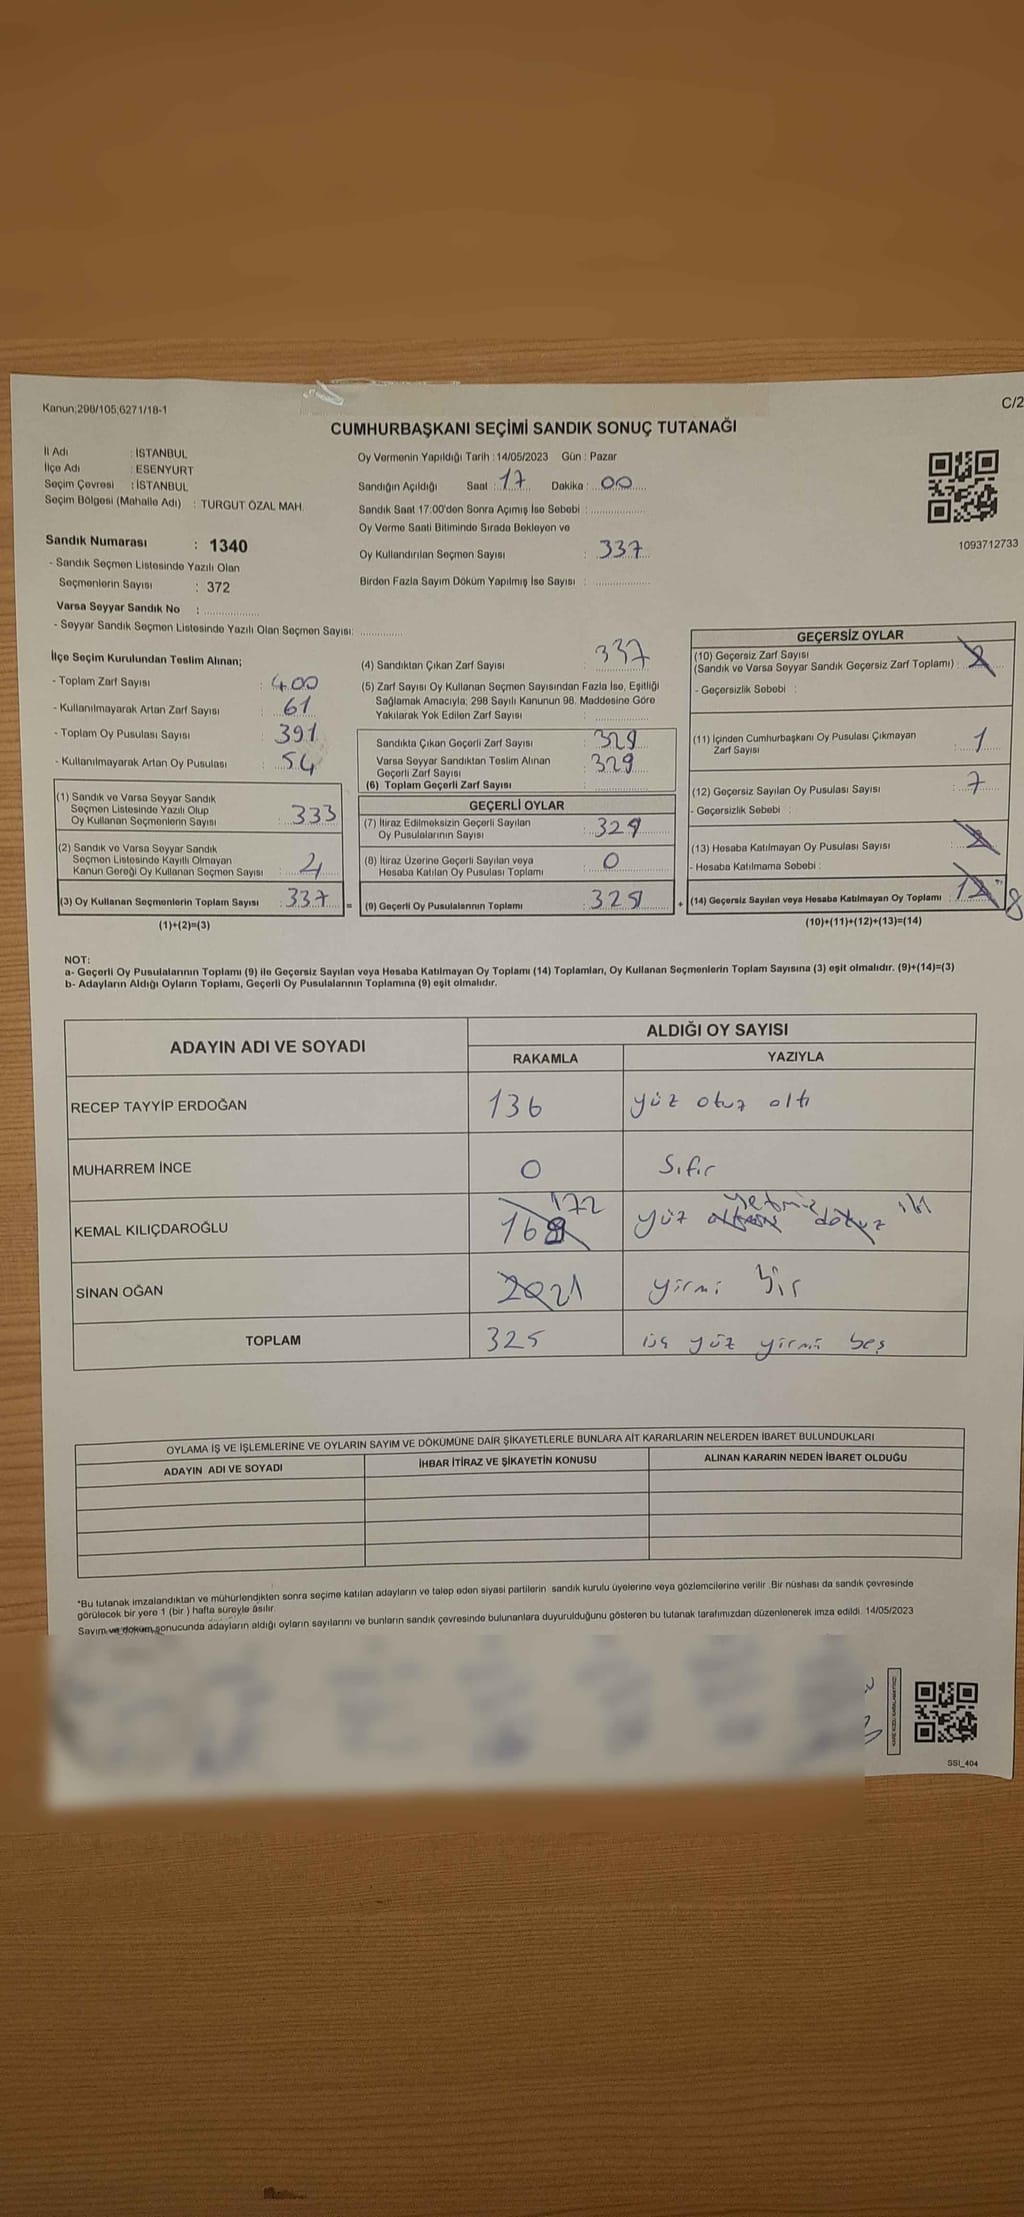 Kanun;298/105,6271/18-1
C/2
CUMHURBAŞKANI SEÇİMİ SANDIK SONUÇ TUTANAĞI
İl Adı : İSTANBUL
İlçe Adı : ESENYURT
Seçim Çevresi : İSTANBUL
Seçim Bölgesi (Mahalle Adı) : TURGUT ÖZAL MAH.
Sandık Numarası : 1340
- Sandık Seçmen Listesinde Yazılı Olan
Seçmenlerin Sayısı : 372
Varsa Seyyar Sandık No :
- Seyyar Sandık Seçmen Listesinde Yazılı Olan Seçmen Sayısı:
Oy Vermenin Yapıldığı Tarih : 14/05/2023 Gün : Pazar
Sandığın Açıldığı Saat : 17 Dakika : 00
Sandık Saat 17:00'den Sonra Açımış İse Sebebi :
Oy Verme Saati Bitiminde Sırada Bekleyen ve
Oy Kullandırılan Seçmen Sayısı : 337
Birden Fazla Sayım Döküm Yapılmış İse Sayısı :
1093712733
İlçe Seçim Kurulundan Teslim Alınan;
- Toplam Zarf Sayısı : 400
- Kullanılmayarak Artan Zarf Sayısı : 61
- Toplam Oy Pusulası Sayısı : 391
- Kullanılmayarak Artan Oy Pusulası : 54
(1) Sandık ve Varsa Seyyar Sandık
Seçmen Listesinde Yazılı Olup
Oy Kullanan Seçmenlerin Sayısı : 333
(2) Sandık ve Varsa Seyyar Sandık
Seçmen Listesinde Kayıtlı Olmayan
Kanun Gereği Oy Kullanan Seçmen Sayısı : 4
(3) Oy Kullanan Seçmenlerin Toplam Sayısı : 337 =
(1)+(2)=(3)
(4) Sandıktan Çıkan Zarf Sayısı : 337
(5) Zarf Sayısı Oy Kullanan Seçmen Sayısından Fazla İse, Eşitliği
Sağlamak Amacıyla; 298 Sayılı Kanunun 98. Maddesine Göre
Yakılarak Yok Edilen Zarf Sayısı :
Sandıkta Çıkan Geçerli Zarf Sayısı : 329
Varsa Seyyar Sandıktan Teslim Alınan
Geçerli Zarf Sayısı : 329
(6) Toplam Geçerli Zarf Sayısı :
GEÇERLİ OYLAR
(7) İtiraz Edilmeksizin Geçerli Sayılan
Oy Pusulalarının Sayısı : 329
(8) İtiraz Üzerine Geçerli Sayılan veya
Hesaba Katılan Oy Pusulası Toplamı : 0
(9) Geçerli Oy Pusulalarının Toplamı : +
GEÇERSİZ OYLAR
(10) Geçersiz Zarf Sayısı
(Sandık ve Varsa Seyyar Sandık Geçersiz Zarf Toplamı) : 2
- Geçersizlik Sebebi :
(11) İçinden Cumhurbaşkanı Oy Pusulası Çıkmayan
Zarf Sayısı : 1
(12) Geçersiz Sayılan Oy Pusulası Sayısı : 7
- Geçersizlik Sebebi :
(13) Hesaba Katılmayan Oy Pusulası Sayısı : 2
- Hesaba Katılmama Sebebi :
(14) Geçersiz Sayılan veya Hesaba Katılmayan Oy Toplamı : 12 8
(10)+(11)+(12)+(13)=(14)
NOT:
a- Geçerli Oy Pusulalarının Toplamı (9) ile Geçersiz Sayılan veya Hesaba Katılmayan Oy Toplamı (14) Toplamları, Oy Kullanan Seçmenlerin Toplam Sayısına (3) eşit olmalıdır. (9)+(14)=(3)
b- Adayların Aldığı Oyların Toplamı, Geçerli Oy Pusulalarının Toplamına (9) eşit olmalıdır.
ADAYIN ADI VE SOYADI
ALDIĞI OY SAYISI
RAKAMLA YAZIYLA
RECEP TAYYİP ERDOĞAN 136 yüz otuz altı
MUHARREM İNCE 0 Sıfır
KEMAL KILIÇDAROĞLU 168 172 yüz altmış yetmiş dokuz iki
SİNAN OĞAN 20 21 yirmi bir
TOPLAM 325 üç yüz yirmi beş
OYLAMA İŞ VE İŞLEMLERİNE VE OYLARIN SAYIM VE DÖKÜMÜNE DAİR ŞİKAYETLERLE BUNLARA AİT KARARLARIN NELERDEN İBARET BULUNDUKLARI
ADAYIN ADI VE SOYADI İHBAR İTİRAZ VE ŞİKAYETİN KONUSU ALINAN KARARIN NEDEN İBARET OLDUĞU
*Bu tutanak imzalandıktan ve mühürlendikten sonra seçime katılan adayların ve talep eden siyasi partilerin sandık kurulu üyelerine veya gözlemcilerine verilir .Bir nüshası da sandık çevresinde
görülecek bir yere 1 (bir ) hafta süreyle asılır.
Sayım ve döküm sonucunda adayların aldığı oyların sayılarını ve bunların sandık çevresinde bulunanlara duyurulduğunu gösteren bu tutanak tarafımızdan düzenlenerek imza edildi. 14/05/2023
SSI_404